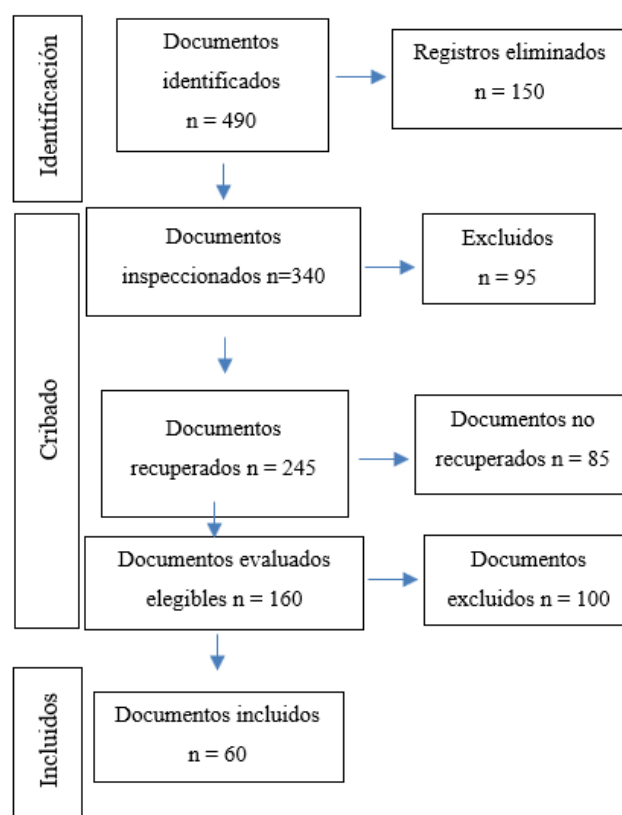 Identificación
Documentos
identificados
n = 490
Registros eliminados
n = 150
Cribado
Documentos
inspeccionados n=340
Excluidos
n = 95
Documentos
recuperados n = 245
Documentos no
recuperados n = 85
Documentos evaluados
elegibles n = 160
Documentos
excluidos n = 100
Incluidos
Documentos incluidos
n = 60